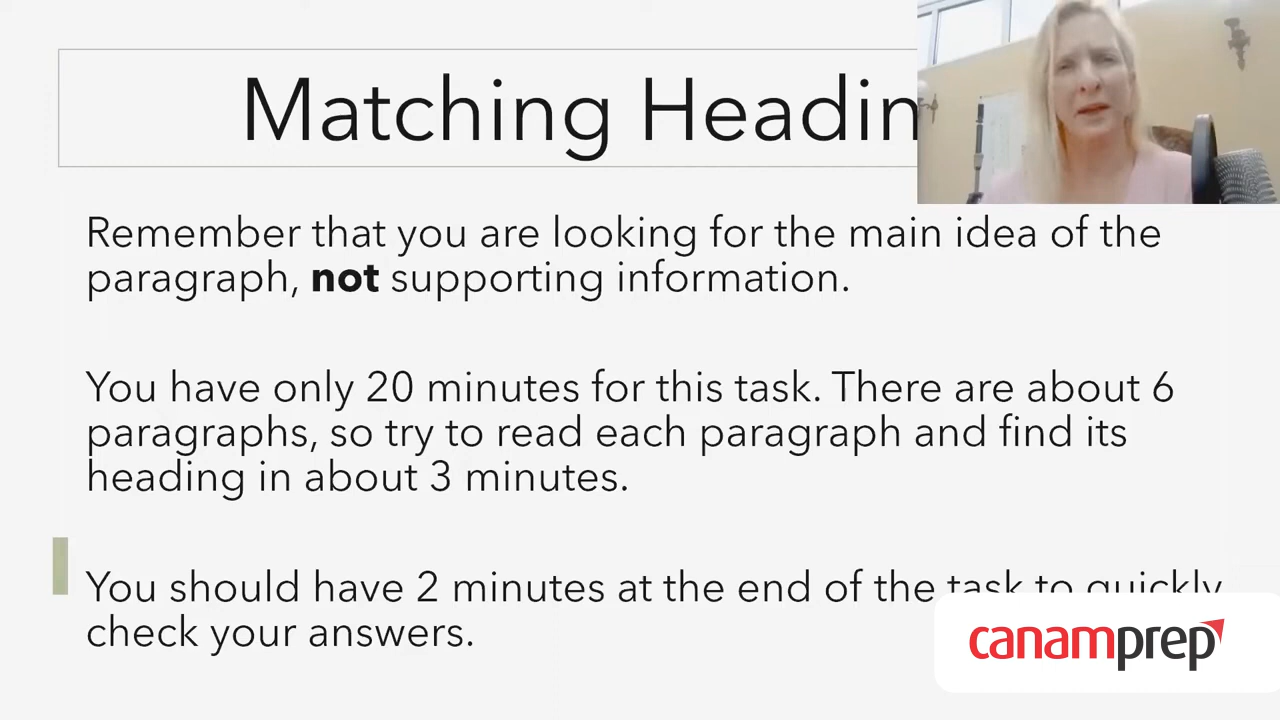 Matching Headin
Remember that you are looking for the main idea of the
paragraph, not supporting information.
You have only 20 minutes for this task. There are about 6
paragraphs, so try to read each paragraph and find its
heading in about 3 minutes.
You should have 2 minutes at the end of the task to quickly
check your answers.
canamprep